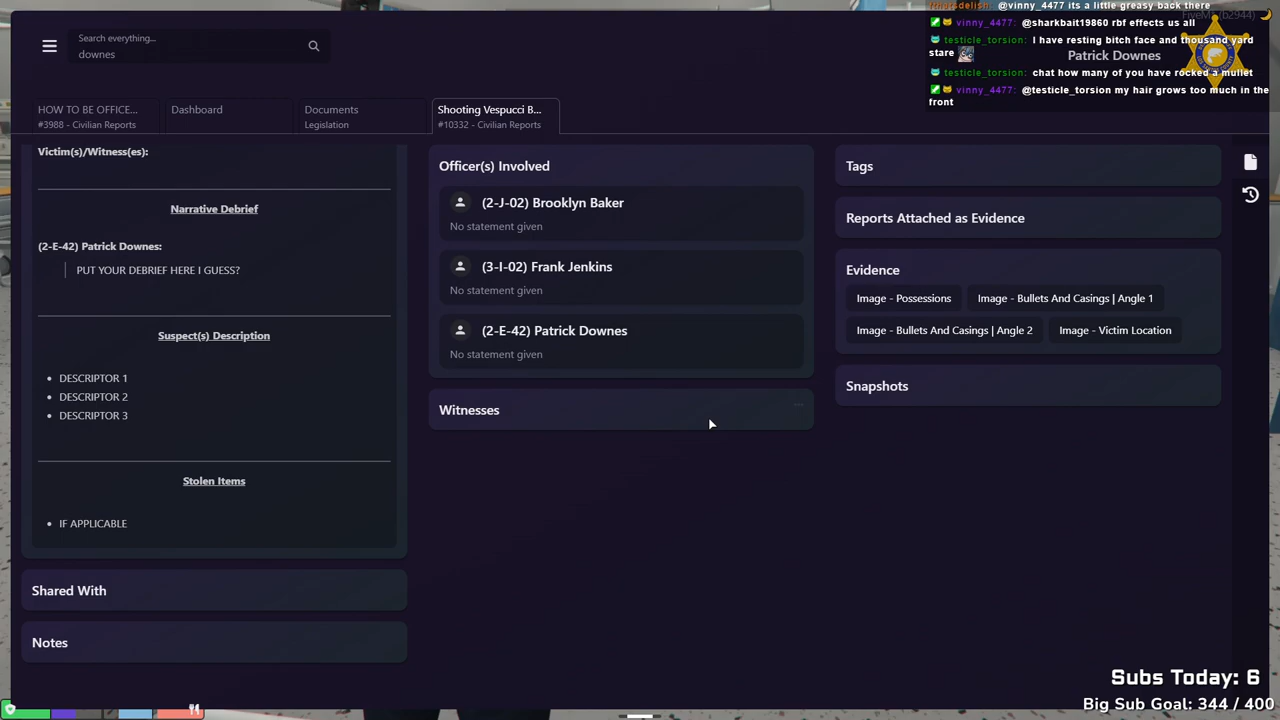 Search everything...
downes
thursdelish: @vinny_4477 its a little greasy back there
FiveM
(b2944)
vinny_4477: @sharkbait19860 rbf effects us all
testicle_torsion: I have resting bitch face and thousand yard
stare
Patrick Downes
testicle_torsion: chat how many of you have rocked a mullet
vinny_4477: @testicle_torsion my hair grows too much in the
front
HOW TO BE OFFICE...
#3988 - Civilian Reports
Dashboard
Documents
Legislation
Shooting Vespucci B...
#10332 - Civilian Reports
Victim(s)/Witness(es):
Narrative Debrief
(2-E-42) Patrick Downes:
PUT YOUR DEBRIEF HERE I GUESS?
Suspect(s) Description
• DESCRIPTOR 1
• DESCRIPTOR 2
• DESCRIPTOR 3
Stolen Items
• IF APPLICABLE
Shared With
Notes
Officer(s) Involved
(2-J-02) Brooklyn Baker
No statement given
(3-I-02) Frank Jenkins
No statement given
(2-E-42) Patrick Downes
No statement given
Witnesses
Tags
Reports Attached as Evidence
Evidence
Image - Possessions
Image - Bullets And Casings | Angle 1
Image - Bullets And Casings | Angle 2
Image - Victim Location
Snapshots
Subs Today: 6
Big Sub Goal: 344 / 400